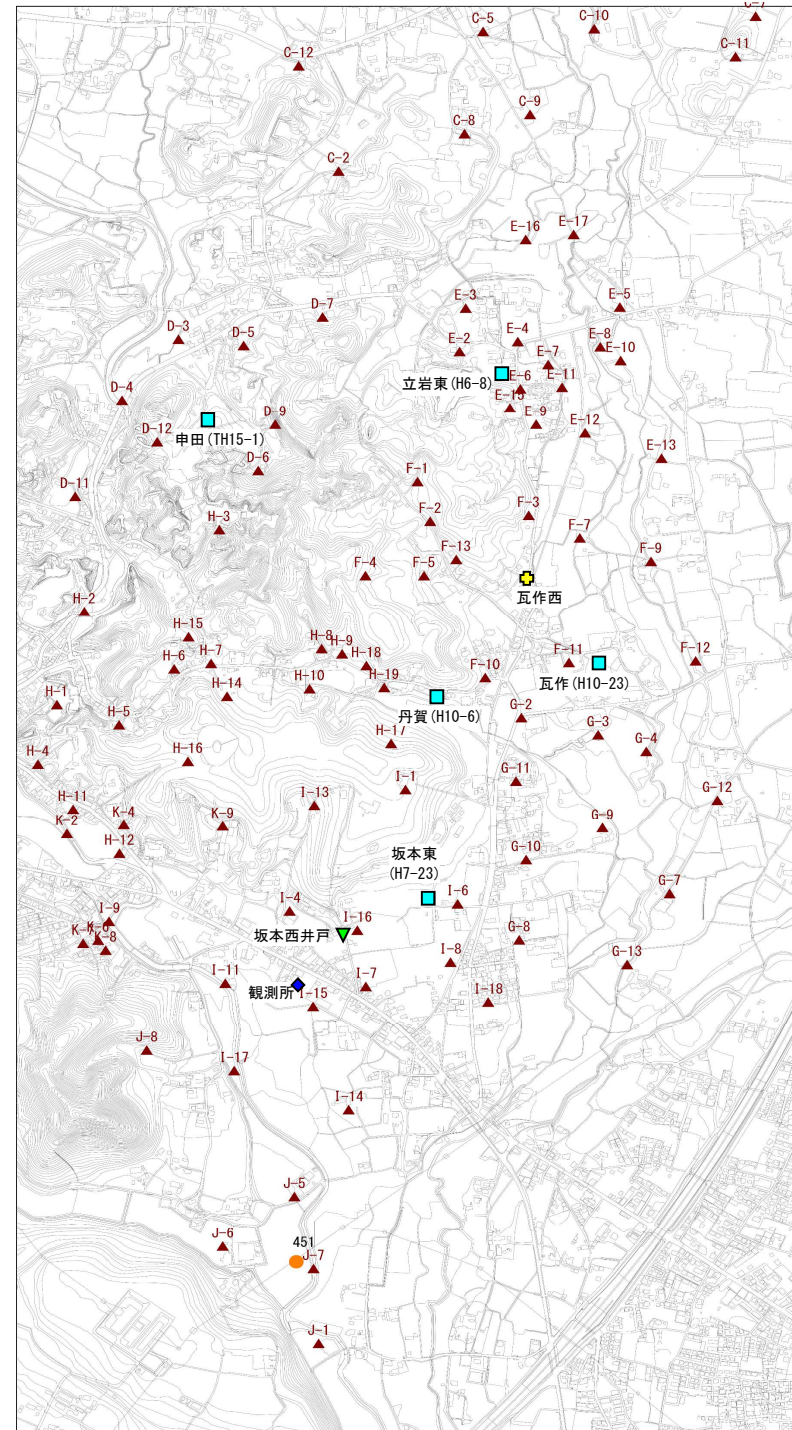 C-7
C-5
C-10
C-12
C-11
C-9
C-8
C-2
E-17
E-16
E-3
E-5
D-7
D-3
D-5
E-4
E-8
E-2
E-10
E-7
立岩東(H6-8)
E-6
E-11
D-4
E-15
D-9
E-9
D-12
申田(TH15-1)
E-12
D-6
E-13
F-1
D-11
F-2
F-3
H-3
F-7
F-13
F-9
F-4
F-5
瓦作西
H-2
H-15
H-8
H-9
H-6
H-7
H-18
F-11
F-12
H-14
H-10
H-19
F-10
瓦作(H10-23)
H-1
丹賀(H10-6)
G-2
H-5
H-17
G-3
G-4
H-4
H-16
I-1
G-11
H-11
K-2
K-4
K-9
I-13
G-12
G-9
H-12
坂本東
(H7-23)
G-10
G-7
I-9
I-4
I-6
K-7
K-6
K-8
I-16
坂本西井戸
G-8
I-8
G-13
I-11
観測所
I-15
I-7
I-18
J-8
I-17
I-14
J-5
J-6
451
J-7
J-1